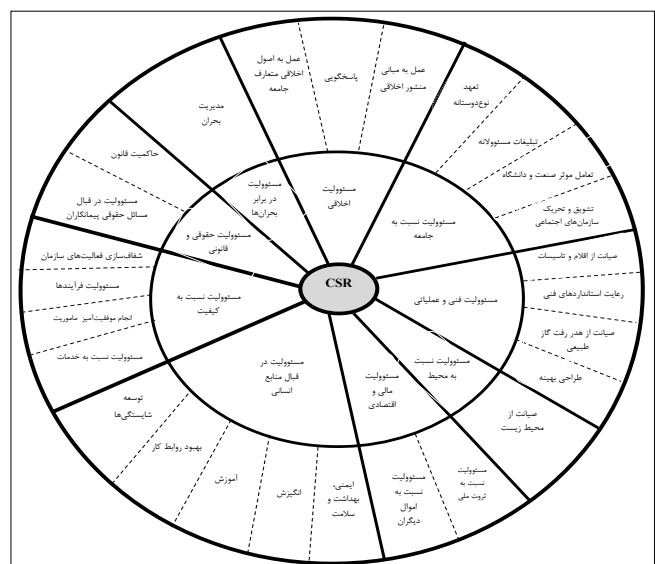 CSR
مسئولیت
اخلاقی
مسئولیت نسبت به
جامعه
مسئولیت فنی و عملیاتی
مسئولیت نسبت
به محیط
مسئولیت
مالی و
اقتصادی
مسئولیت در
قبال منابع
انسانی
مسئولیت نسبت به
کیفیت
مسئولیت حقوقی و
قانونی
مسئولیت
در برابر
بحران‌ها
عمل به اصول
اخلاقی متعارف
جامعه
پاسخگویی
عمل به مبانی
منشور اخلاقی
تعهد
نوع‌دوستانه
تبلیغات مسئوولانه
تعامل موثر صنعت و دانشگاه
تشویق و تحریک
سازمان‌های اجتماعی
صیانت از اقلام و تاسیسات
رعایت استانداردهای فنی
صیانت از هدر رفت گاز
طبیعی
طراحی بهینه
صیانت از
محیط زیست
مسئولیت
نسبت به
ثروت ملی
مسئولیت
نسبت به
اموال
دیگران
ایمنی،
بهداشت و
سلامت
انگیزش
آموزش
بهبود روابط کار
توسعه
شایستگی‌ها
مسئولیت نسبت به خدمات
انجام موفقیت‌آمیز ماموریت
مسئولیت فرآیندها
شفاف‌سازی فعالیت‌های سازمان
مسئولیت در قبال
مسائل حقوقی پیمانکاران
حاکمیت قانون
مدیریت
بحران